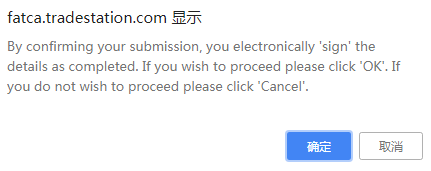 fatca.tradestation.com 显示
By confirming your submission, you electronically 'sign' the
details as completed. If you wish to proceed please click 'OK'. If
you do not wish to proceed please click 'Cancel'.
确定 取消